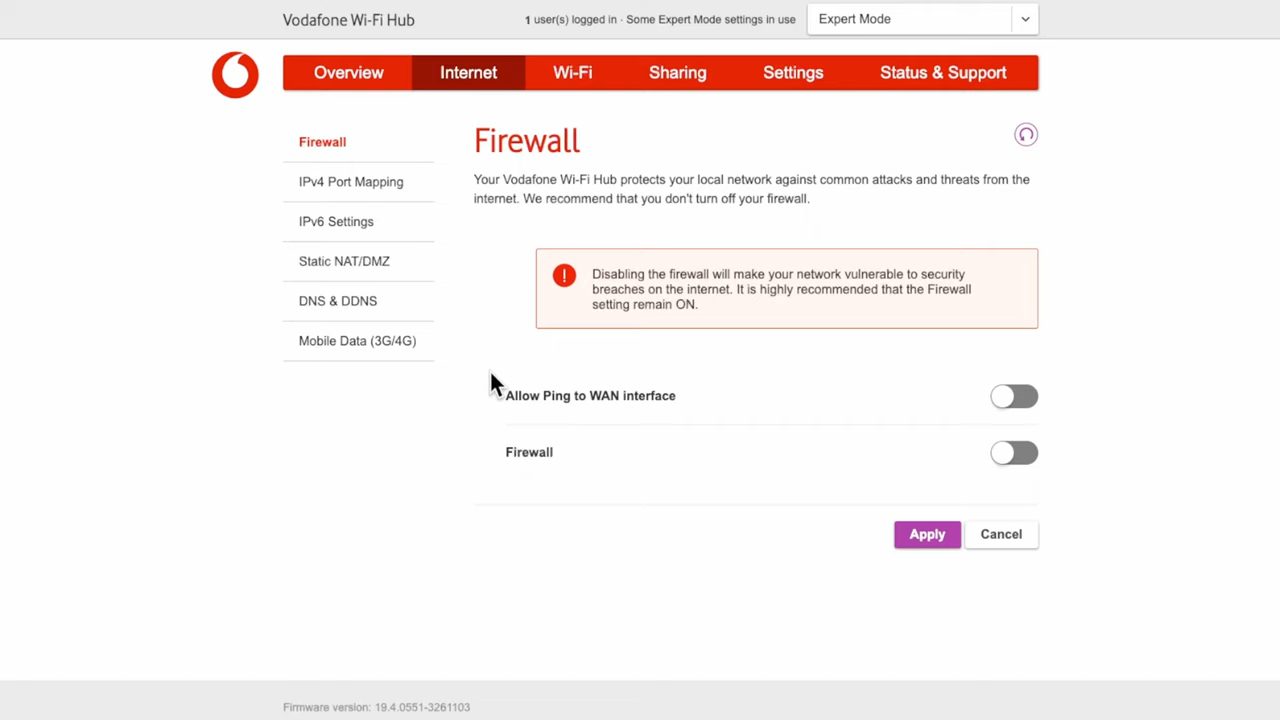 Vodafone Wi-Fi Hub
1 user(s) logged in · Some Expert Mode settings in use
Expert Mode
Overview
Internet
Wi-Fi
Sharing
Settings
Status & Support
Firewall
IPv4 Port Mapping
IPv6 Settings
Static NAT/DMZ
DNS & DDNS
Mobile Data (3G/4G)
Firewall
Your Vodafone Wi-Fi Hub protects your local network against common attacks and threats from the
internet. We recommend that you don't turn off your firewall.
Disabling the firewall will make your network vulnerable to security
breaches on the internet. It is highly recommended that the Firewall
setting remain ON.
Allow Ping to WAN interface
Firewall
Apply
Cancel
Firmware version: 19.4.0551-3261103